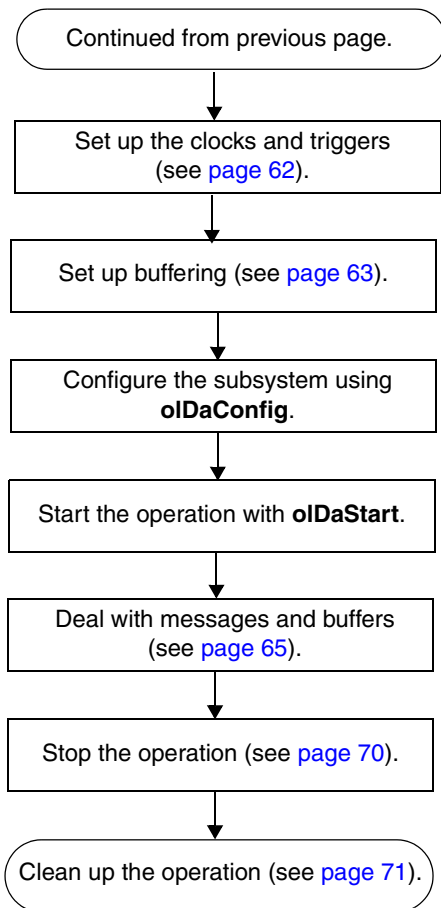 Continued from previous page.
Set up the clocks and triggers
(see page 62).
Set up buffering (see page 63).
Configure the subsystem using
olDaConfig.
Start the operation with olDaStart.
Deal with messages and buffers
(see page 65).
Stop the operation (see page 70).
Clean up the operation (see page 71).